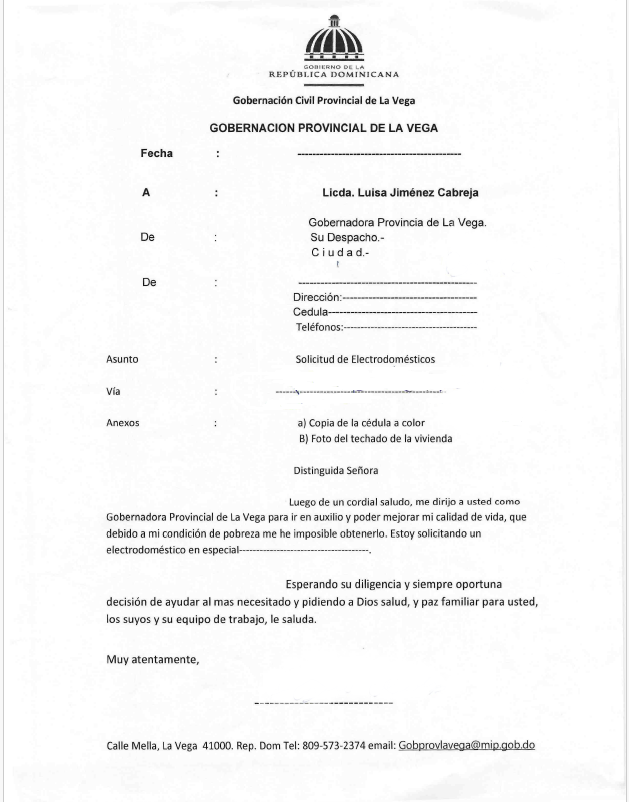 GOBIERNO DE LA
REPÚBLICA DOMINICANA
Gobernación Civil Provincial de La Vega
GOBERNACION PROVINCIAL DE LA VEGA
Fecha : ---------------------------------------------
A : Licda. Luisa Jiménez Cabreja
Gobernadora Provincia de La Vega.
De : Su Despacho.-
C i u d a d.-
De : ---------------------------------------------
Dirección:-------------------------------------
Cedula-----------------------------------------
Teléfonos:-------------------------------------
Asunto : Solicitud de Electrodomésticos
Vía : ---------------------------------------------
Anexos : a) Copia de la cédula a color
B) Foto del techado de la vivienda
Distinguida Señora
Luego de un cordial saludo, me dirijo a usted como
Gobernadora Provincial de La Vega para ir en auxilio y poder mejorar mi calidad de vida, que
debido a mi condición de pobreza me he imposible obtenerlo. Estoy solicitando un
electrodoméstico en especial-------------------------------------.
Esperando su diligencia y siempre oportuna
decisión de ayudar al mas necesitado y pidiendo a Dios salud, y paz familiar para usted,
los suyos y su equipo de trabajo, le saluda.
Muy atentamente,
-----------------------------
Calle Mella, La Vega 41000. Rep. Dom Tel: 809-573-2374 email: Gobprovlavega@mip.gob.do